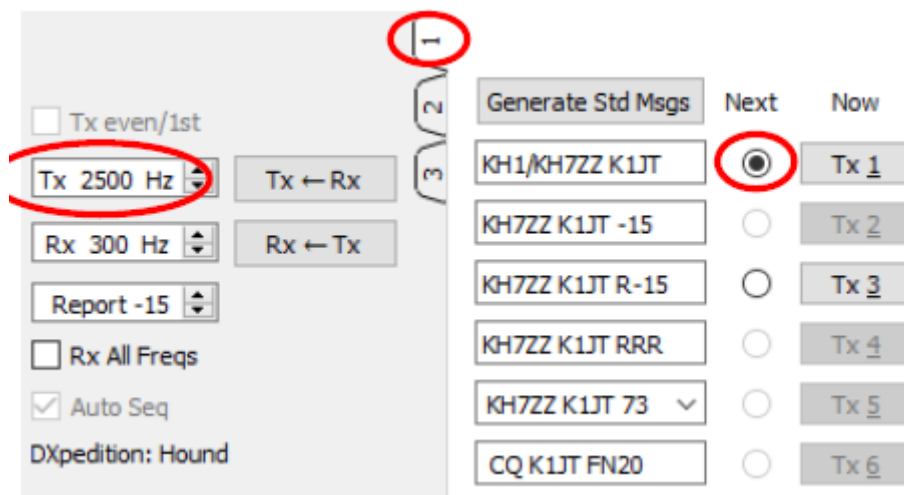 1
2
3
Tx even/1st
Tx 2500 Hz
Tx ← Rx
Rx 300 Hz
Rx ← Tx
Report -15
Rx All Freqs
Auto Seq
DXpedition: Hound
Generate Std Msgs Next Now
KH1/KH7ZZ K1JT Tx 1
KH7ZZ K1JT -15 Tx 2
KH7ZZ K1JT R-15 Tx 3
KH7ZZ K1JT RRR Tx 4
KH7ZZ K1JT 73 Tx 5
CQ K1JT FN20 Tx 6